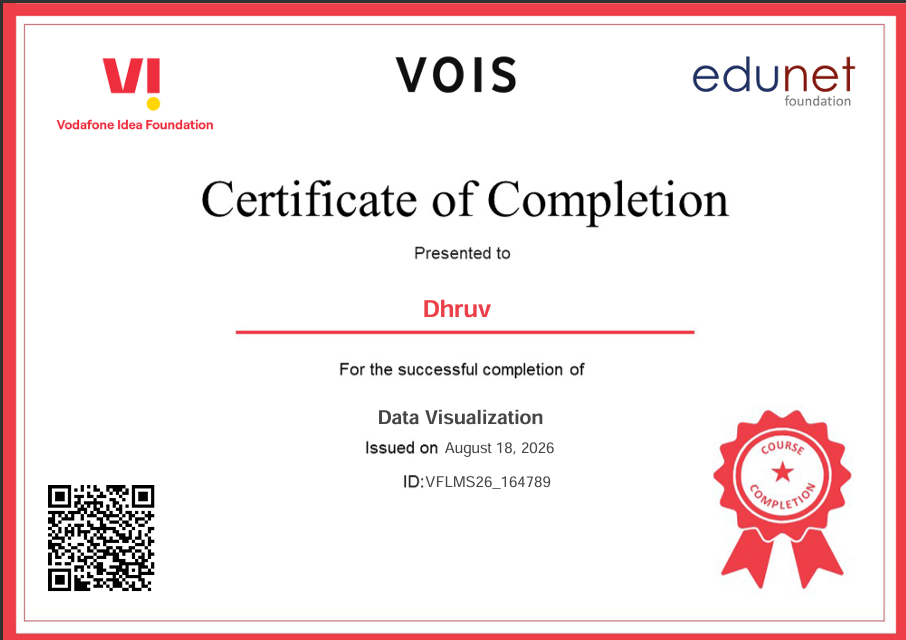 VI
Vodafone Idea Foundation
VOIS
edunet
foundation
Certificate of Completion
Presented to
Dhruv
For the successful completion of
Data Visualization
Issued on August 18, 2026
ID:VFLMS26_164789
COURSE
COMPLETION